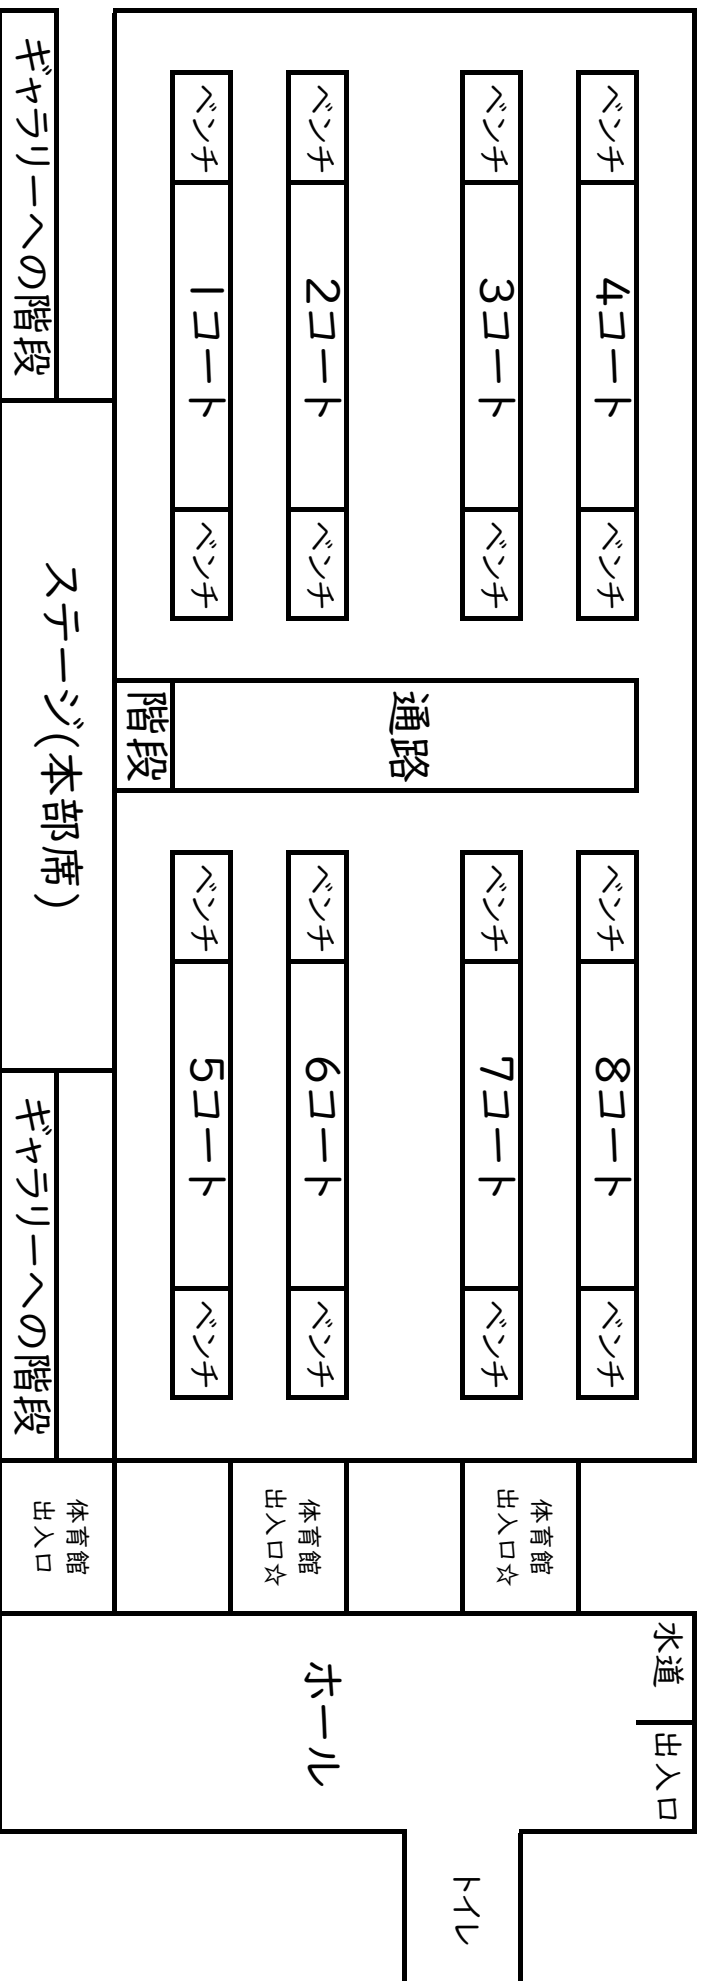 水道
出入口
ベンチ
4コート
ベンチ
ベンチ
8コート
ベンチ
ベンチ
3コート
ベンチ
ベンチ
7コート
ベンチ
体育館
出入口☆
トイレ
通路
ベンチ
2コート
ベンチ
ベンチ
6コート
ベンチ
体育館
出入口☆
ホール
ベンチ
1コート
ベンチ
ベンチ
5コート
ベンチ
階段
ギャラリーへの階段
ステージ(本部席)
ギャラリーへの階段
体育館
出入口